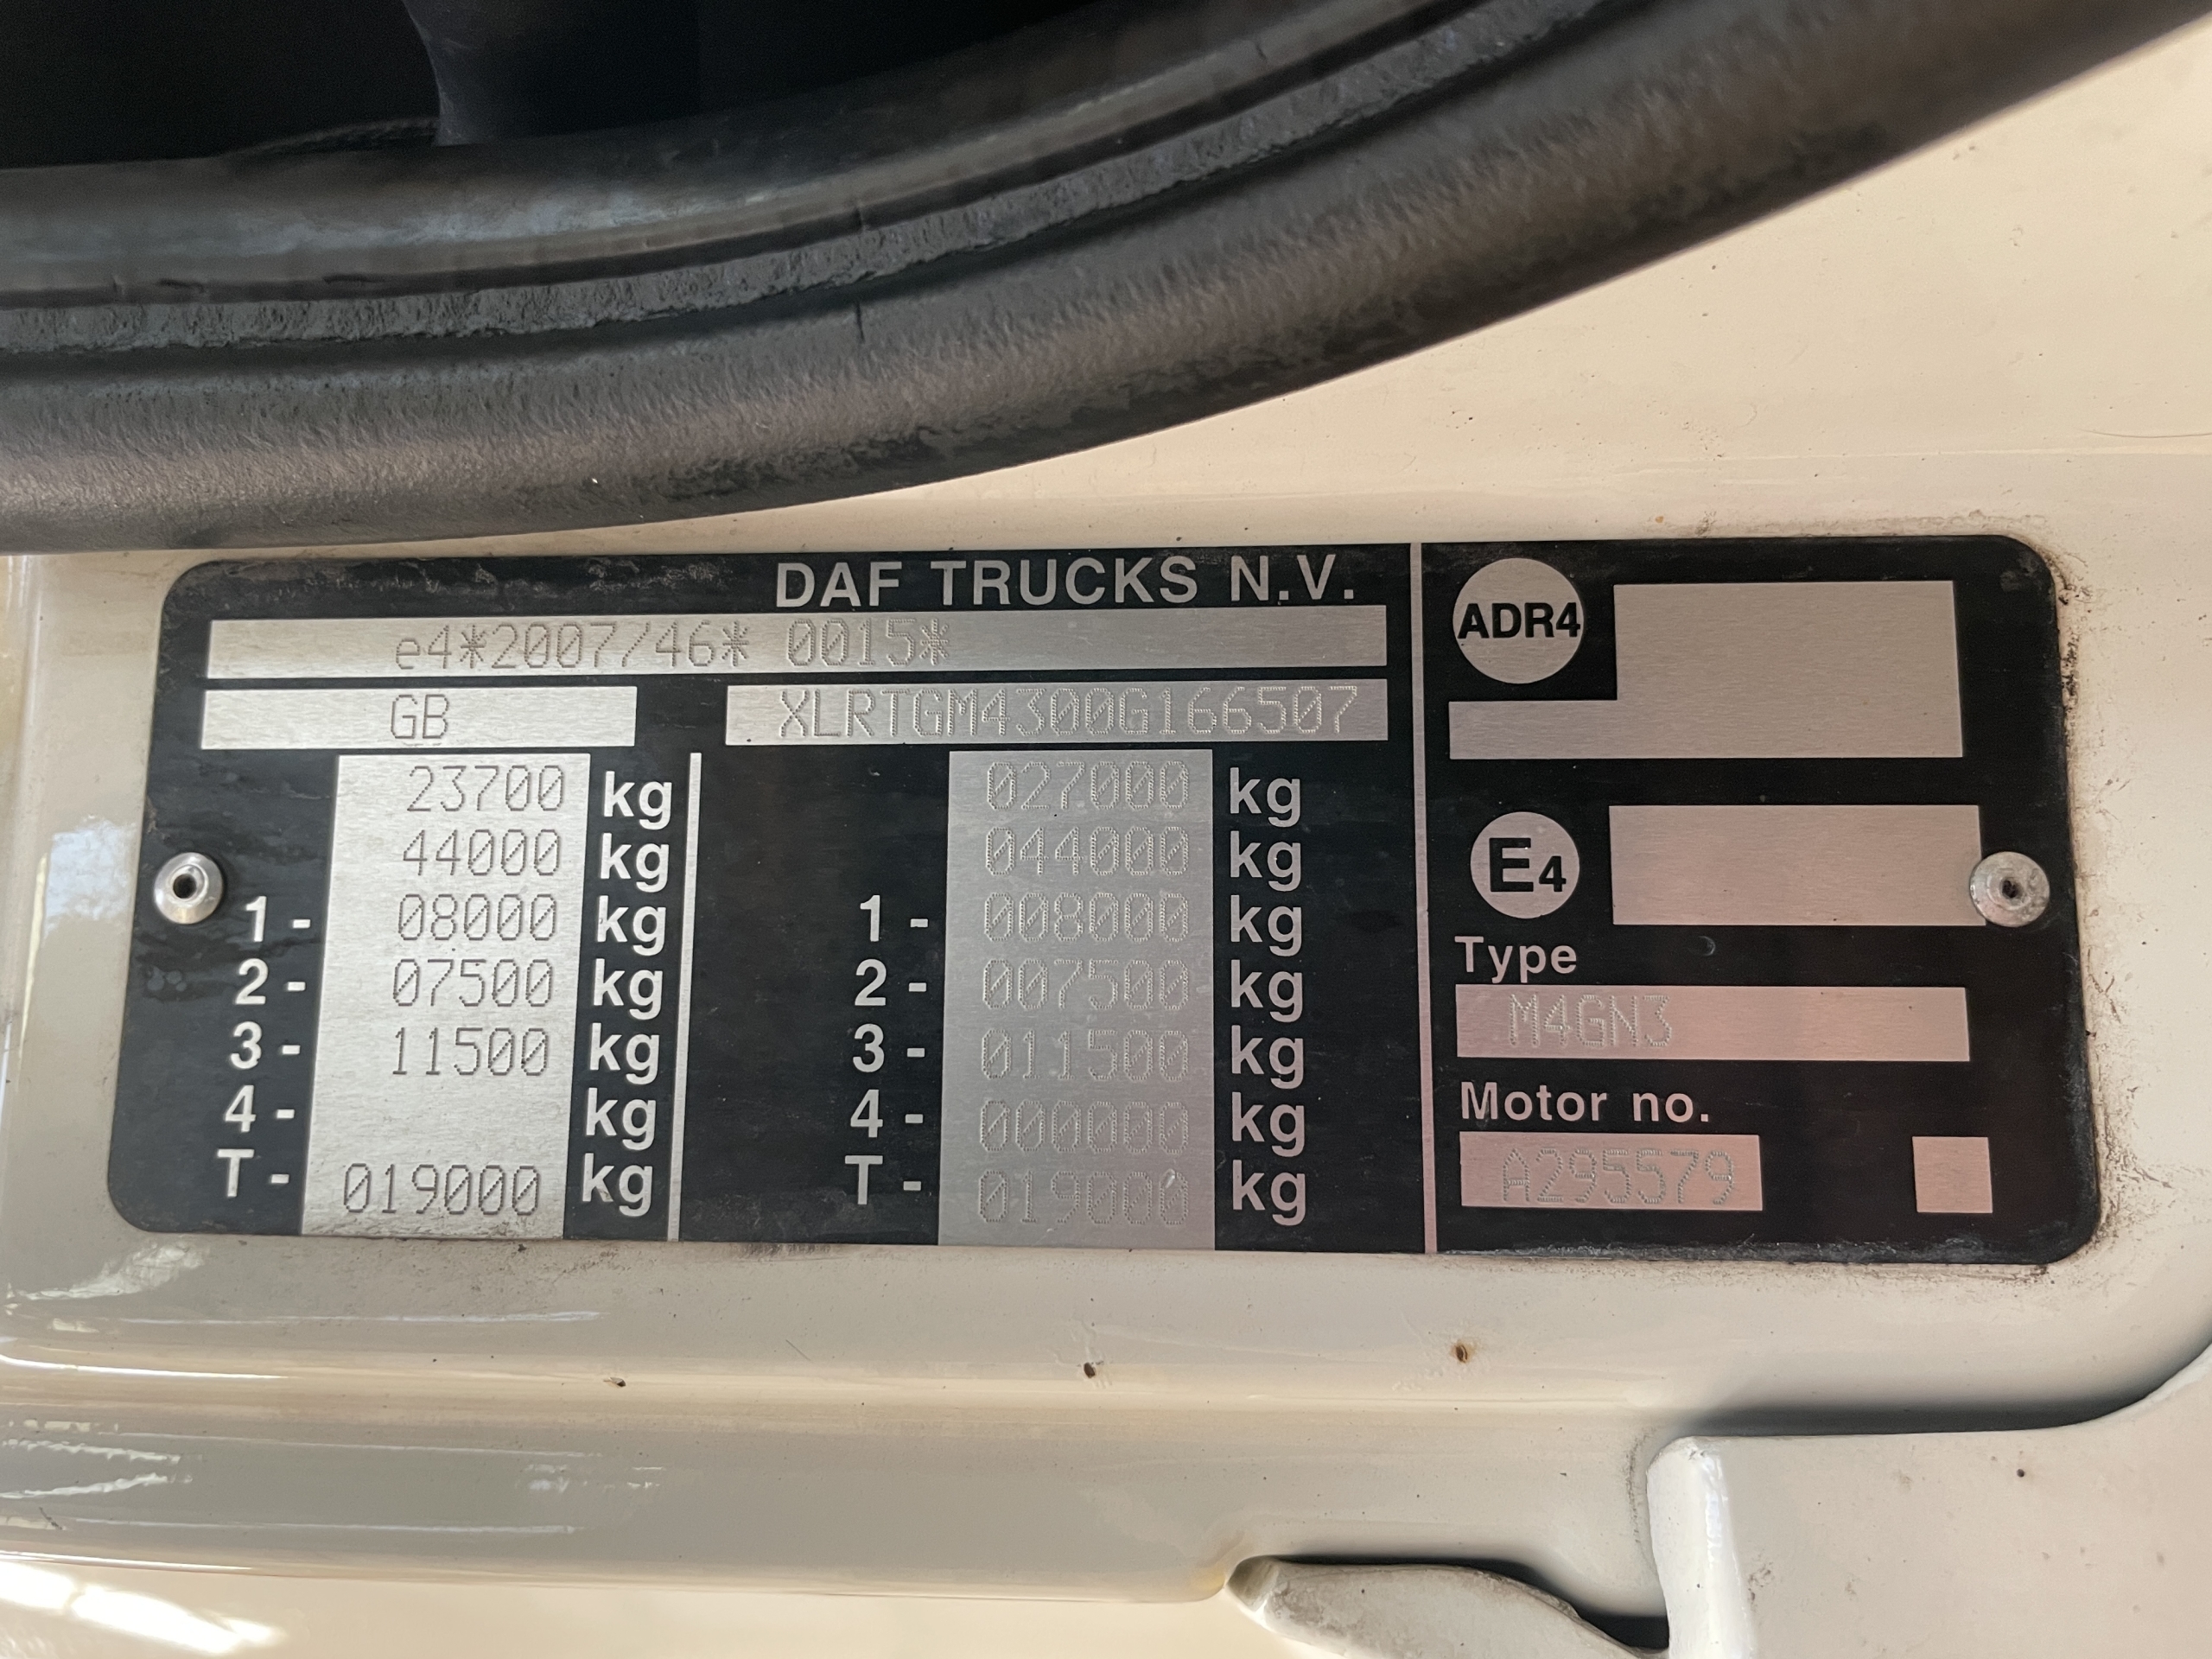 DAF TRUCKS N.V.
e4*2007/46* 0015*
GB XLRTGM4300G166507
23700 kg 027000 kg
44000 kg 044000 kg
1- 08000 kg 1- 008000 kg
2- 07500 kg 2- 007500 kg
3- 11500 kg 3- 011500 kg
4- kg 4- 000000 kg
T- 019000 kg T- 019000 kg
ADR4
E4
Type
M4GN3
Motor no.
A295579